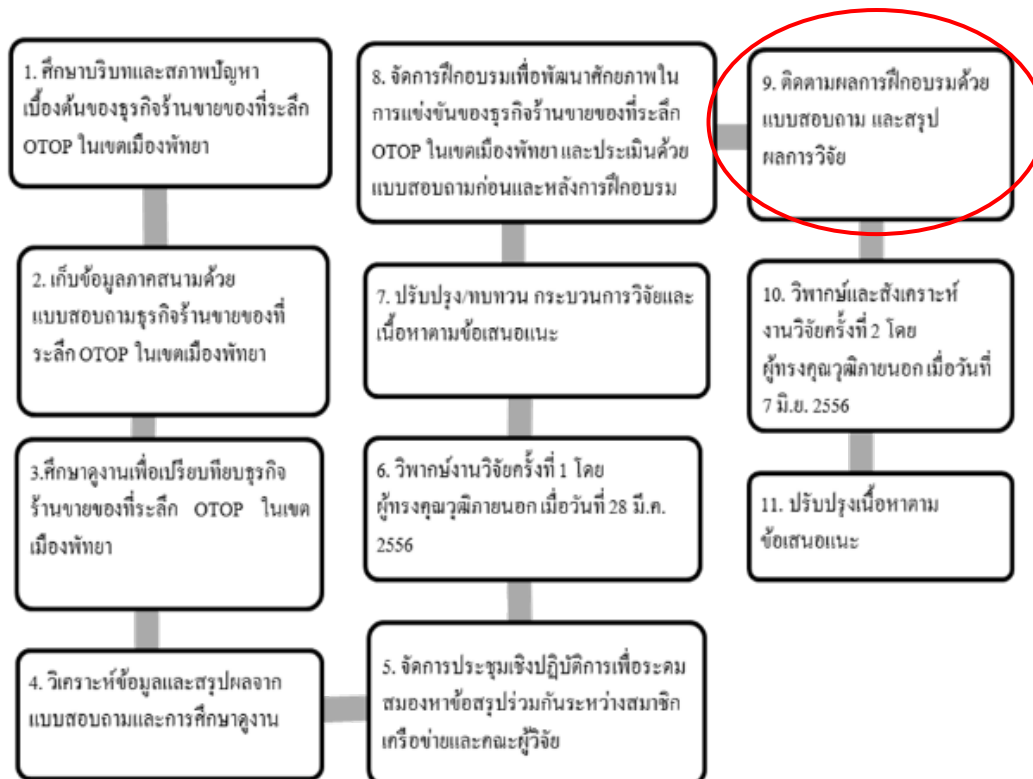 1. ศึกษาบริบทและสภาพปัญหา
เบื้องต้นของธุรกิจร้านขายของที่ระลึก
OTOP ในเขตเมืองพัทยา
2. เก็บข้อมูลภาคสนามด้วย
แบบสอบถามธุรกิจร้านขายของที่
ระลึก OTOP ในเขตเมืองพัทยา
3.ศึกษาดูงานเพื่อเปรียบทียบธุรกิจ
ร้านขายของที่ระลึก OTOP ในเขต
เมืองพัทยา
4. วิเคราะห์ข้อมูลและสรุปผลจาก
แบบสอบถามและการศึกษาดูงาน
5. จัดการประชุมเชิงปฏิบัติการเพื่อระดม
สมองหาข้อสรุปร่วมกันระหว่างสมาชิก
เครือข่ายและคณะผู้วิจัย
6. วิพากษ์งานวิจัยครั้งที่ 1 โดย
ผู้ทรงคุณวุฒิภายนอก เมื่อวันที่ 28 มี.ค.
2556
7. ปรับปรุง/ทบทวน กระบวนการวิจัยและ
เนื้อหาตามข้อเสนอแนะ
8. จัดการฝึกอบรมเพื่อพัฒนาศักยภาพใน
การแข่งขันของธุรกิจร้านขายของที่ระลึก
OTOP ในเขตเมืองพัทยา และประเมินด้วย
แบบสอบถามก่อนและหลังการฝึกอบรม
9. ติดตามผลการฝึกอบรมด้วย
แบบสอบถาม และสรุป
ผลการวิจัย
10. วิพากษ์และสังเคราะห์
งานวิจัยครั้งที่ 2 โดย
ผู้ทรงคุณวุฒิภายนอก เมื่อวันที่
7 มิ.ย. 2556
11. ปรับปรุงเนื้อหาตาม
ข้อเสนอแนะ